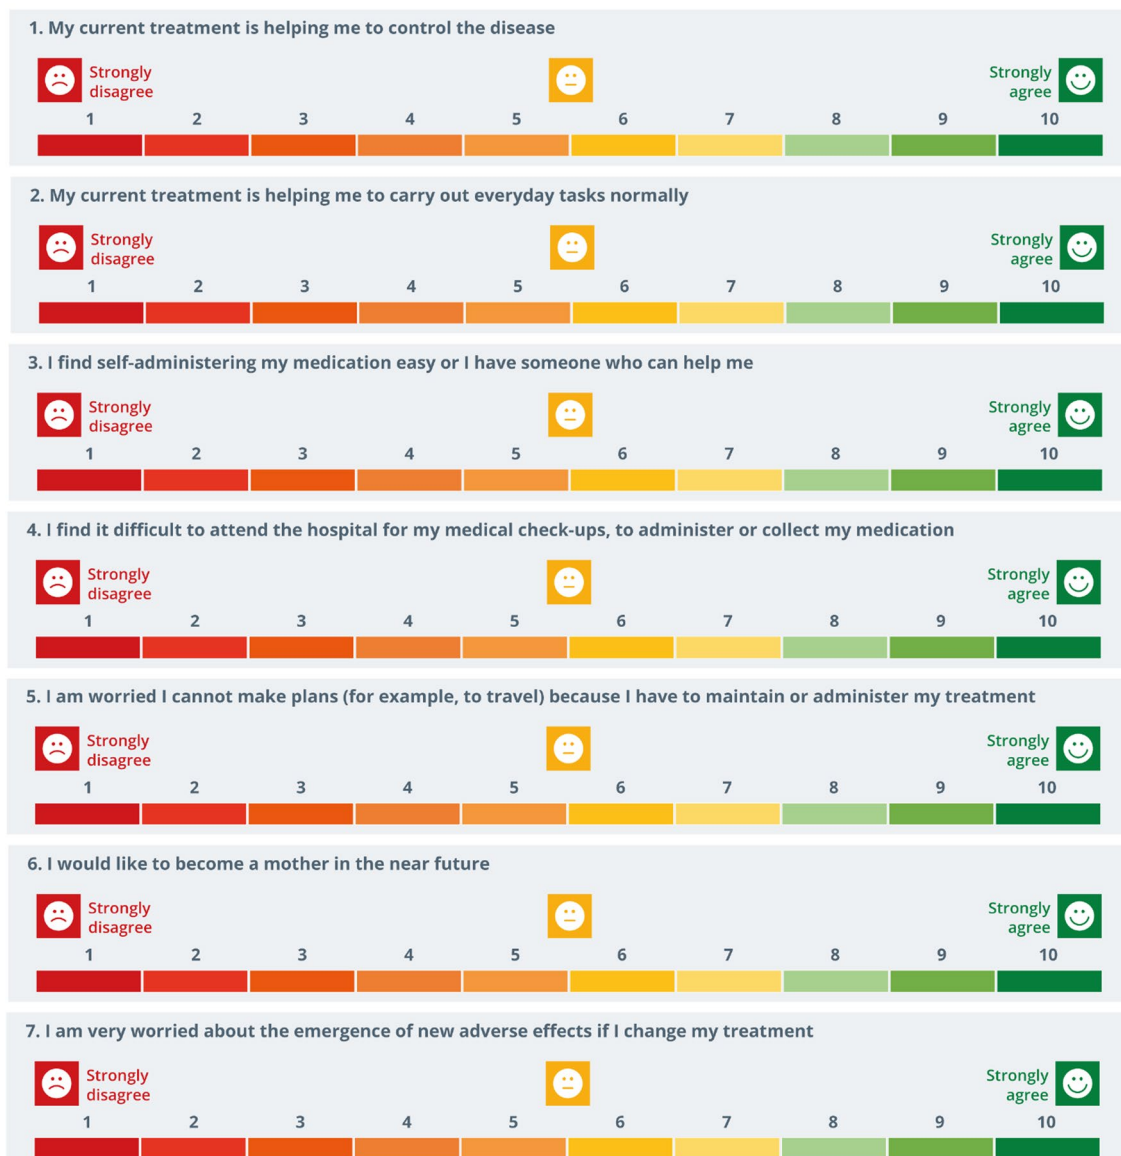 1. My current treatment is helping me to control the disease
Strongly disagree
Strongly agree
1 2 3 4 5 6 7 8 9 10
2. My current treatment is helping me to carry out everyday tasks normally
Strongly disagree
Strongly agree
1 2 3 4 5 6 7 8 9 10
3. I find self-administering my medication easy or I have someone who can help me
Strongly disagree
Strongly agree
1 2 3 4 5 6 7 8 9 10
4. I find it difficult to attend the hospital for my medical check-ups, to administer or collect my medication
Strongly disagree
Strongly agree
1 2 3 4 5 6 7 8 9 10
5. I am worried I cannot make plans (for example, to travel) because I have to maintain or administer my treatment
Strongly disagree
Strongly agree
1 2 3 4 5 6 7 8 9 10
6. I would like to become a mother in the near future
Strongly disagree
Strongly agree
1 2 3 4 5 6 7 8 9 10
7. I am very worried about the emergence of new adverse effects if I change my treatment
Strongly disagree
Strongly agree
1 2 3 4 5 6 7 8 9 10